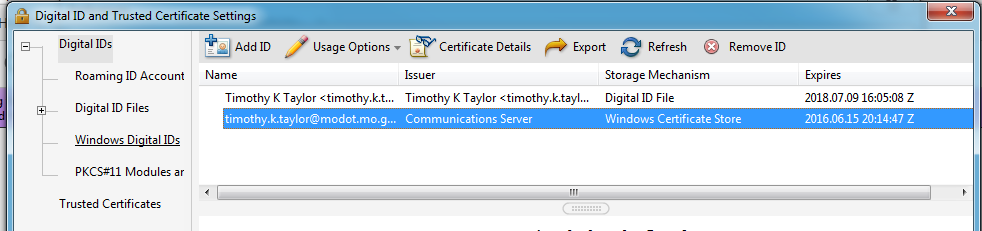 Digital ID and Trusted Certificate Settings
Digital IDs
Roaming ID Account
Digital ID Files
Windows Digital IDs
PKCS#11 Modules ar
Trusted Certificates
Add ID Usage Options Certificate Details Export Refresh Remove ID
Name Issuer Storage Mechanism Expires
Timothy K Taylor <timothy.k.t... Timothy K Taylor <timothy.k.tayl... Digital ID File 2018.07.09 16:05:08 Z
timothy.taylor@modot.mo.g... Communications Server Windows Certificate Store 2016.06.15 20:14:47 Z